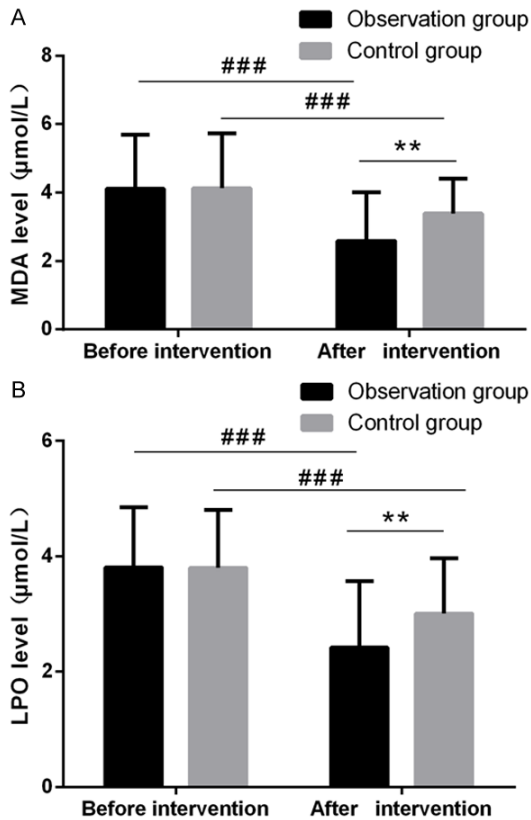 A
Observation group
Control group
MDA level (μmol/L)
8
6
4
2
0
###
###
**
Before intervention
After intervention
B
Observation group
Control group
LPO level (μmol/L)
6
4
2
0
###
###
**
Before intervention
After intervention